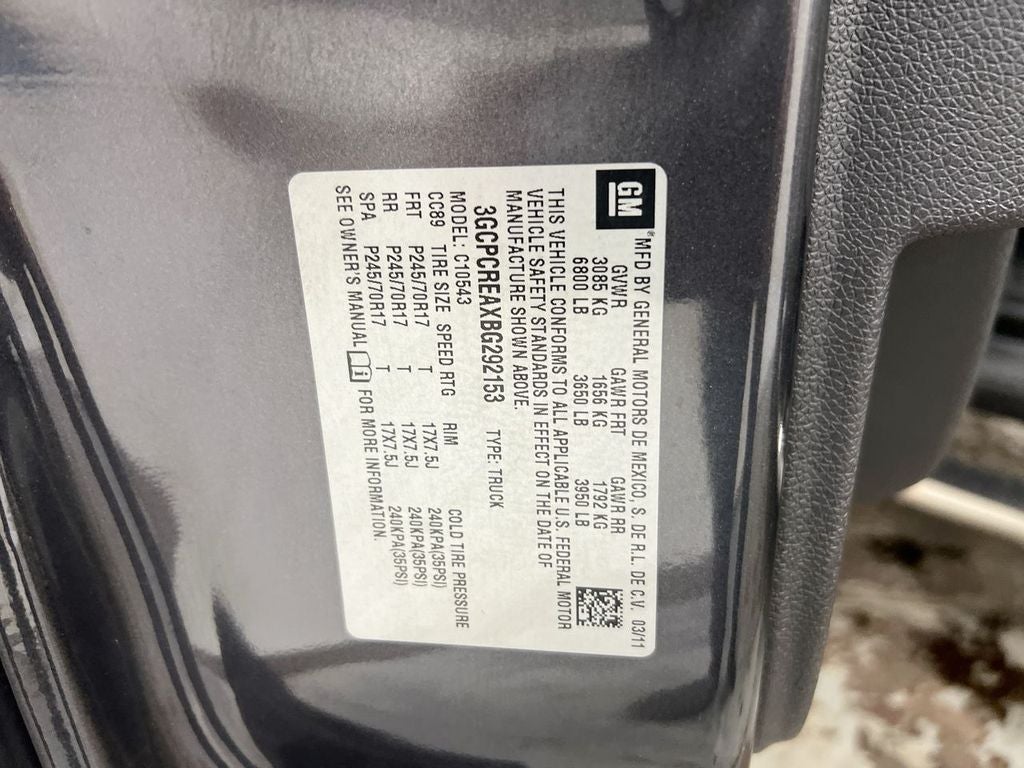 GM
®MFD BY GENERAL MOTORS DE MEXICO, S. DE R.L. DE C.V. 03/11
GVWR GAWR FRT GAWR RR
3085 KG 1656 KG 1792 KG
6800 LB 3650 LB 3950 LB
THIS VEHICLE CONFORMS TO ALL APPLICABLE U.S. FEDERAL MOTOR
VEHICLE SAFETY STANDARDS IN EFFECT ON THE DATE OF
MANUFACTURE SHOWN ABOVE.
3GCPCREAXBG292153 TYPE: TRUCK
MODEL: C10543
CC89 TIRE SIZE SPEED RTG RIM COLD TIRE PRESSURE
FRT P245/70R17 T 17X7.5J 240KPA(35PSI)
RR P245/70R17 T 17X7.5J 240KPA(35PSI)
SPA P245/70R17 T 17X7.5J 240KPA(35PSI)
SEE OWNER'S MANUAL FOR MORE INFORMATION.